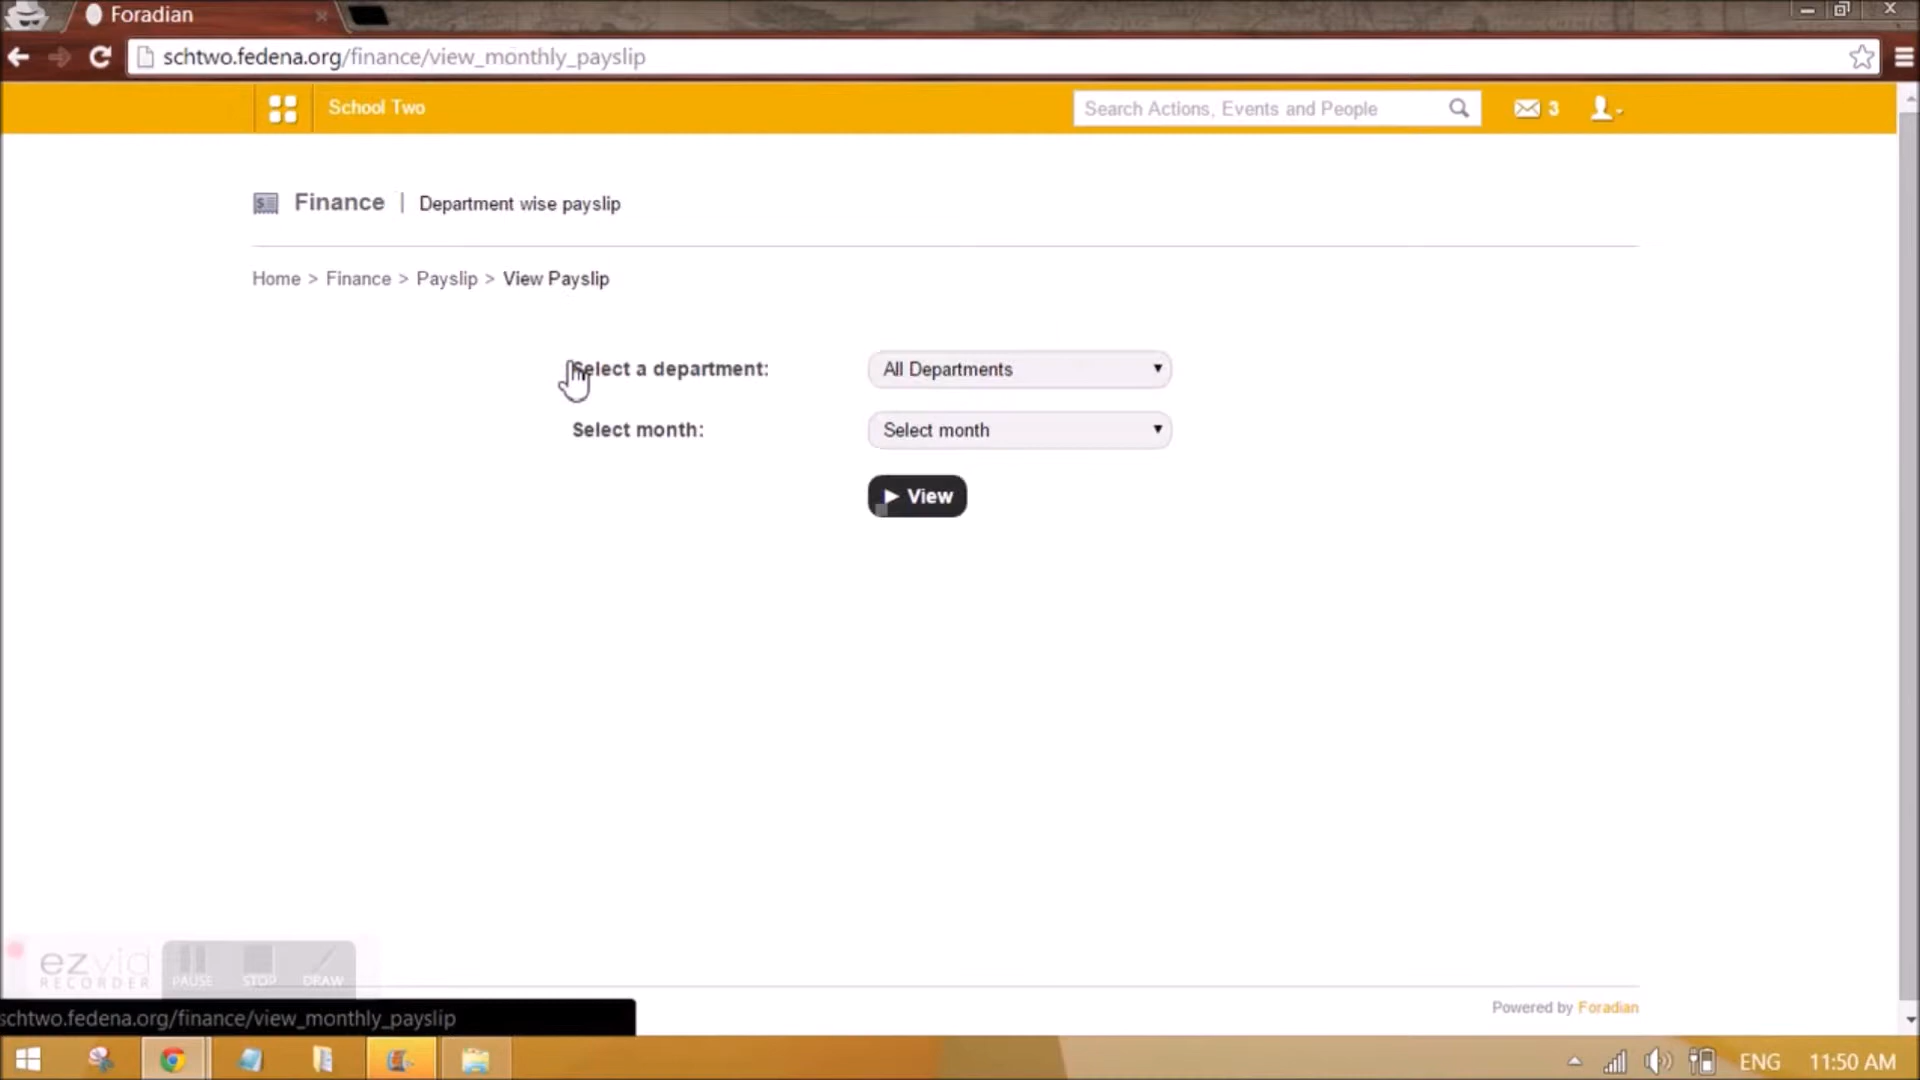 Foradian
schtwo.fedena.org/finance/view_monthly_payslip
School Two
Search Actions, Events and People
3
Finance | Department wise payslip
Home > Finance > Payslip > View Payslip
Select a department: All Departments
Select month: Select month
View
ezvid
RECORDER
PAUSE STOP DRAW
Powered by Foradian
schtwo.fedena.org/finance/view_monthly_payslip
ENG 11:50 AM